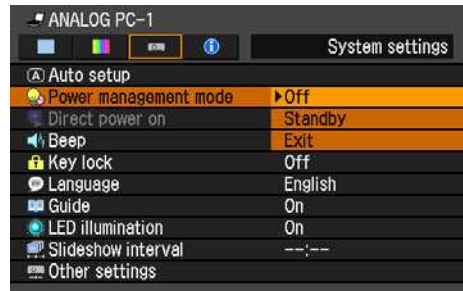 ANALOG PC-1
System settings
Auto setup
Power management mode Off
Direct power on Standby
Beep Exit
Key lock Off
Language English
Guide On
LED illumination On
Slideshow interval --:--
Other settings